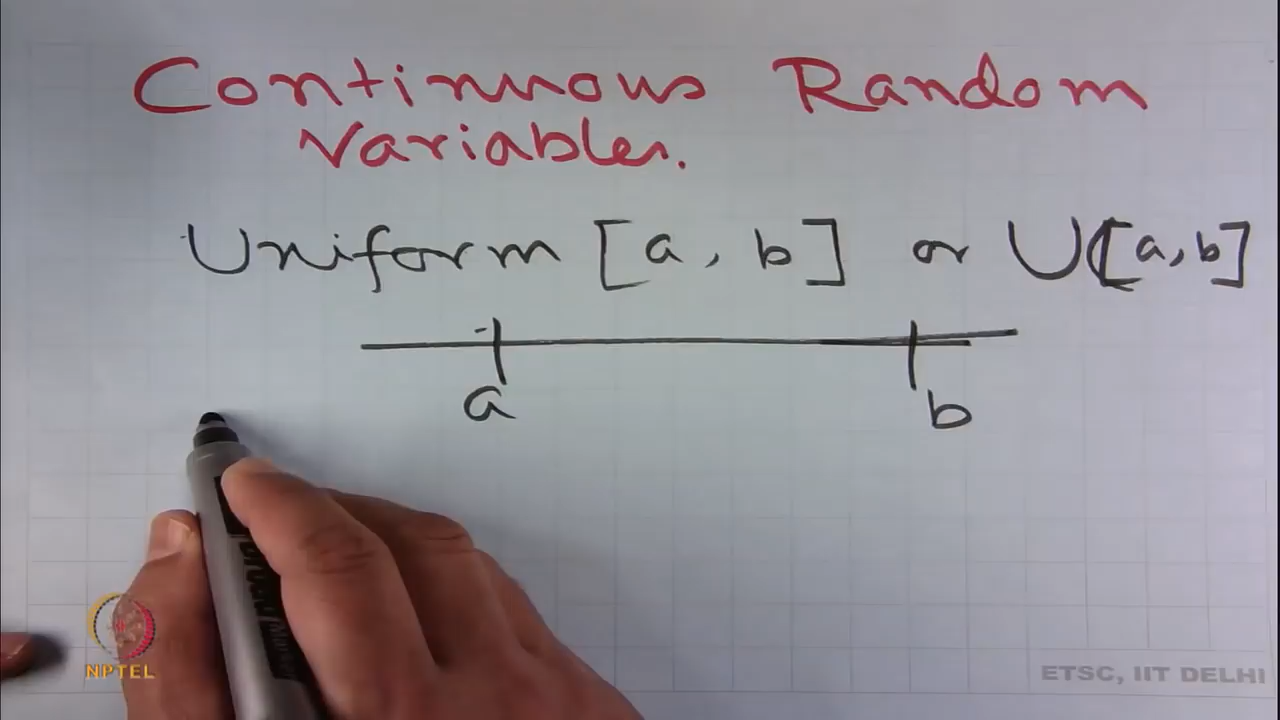 Continuous Random
Variables.
Uniform [a, b] or U[a, b]
a b
NPTEL
ETSC, IIT DELHI